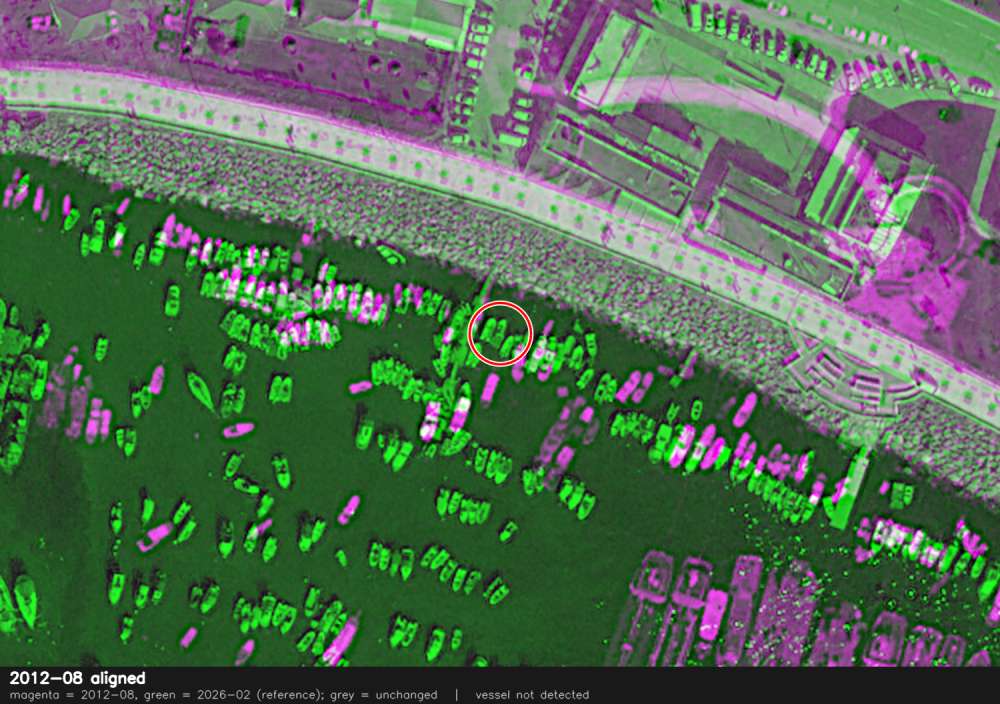 2012-08 aligned
magenta = 2012-08, green = 2026-02 (reference); grey = unchanged | vessel not detected